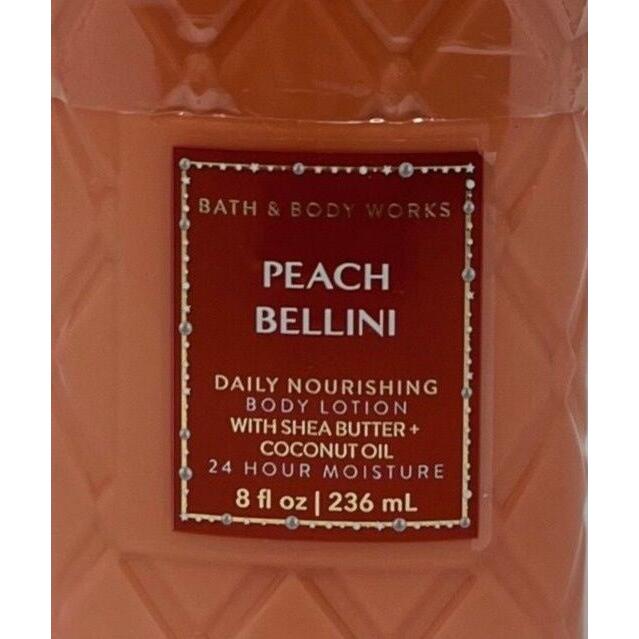 BATH & BODY WORKS
PEACH
BELLINI
DAILY NOURISHING
BODY LOTION
WITH SHEA BUTTER +
COCONUT OIL
24 HOUR MOISTURE
8 fl oz | 236 mL